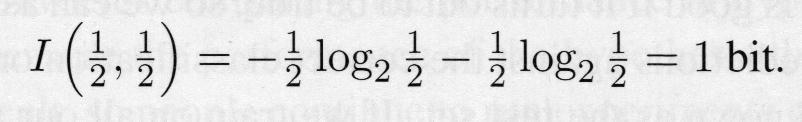 I(1/2, 1/2) = −1/2 log₂ 1/2 − 1/2 log₂ 1/2 = 1 bit.